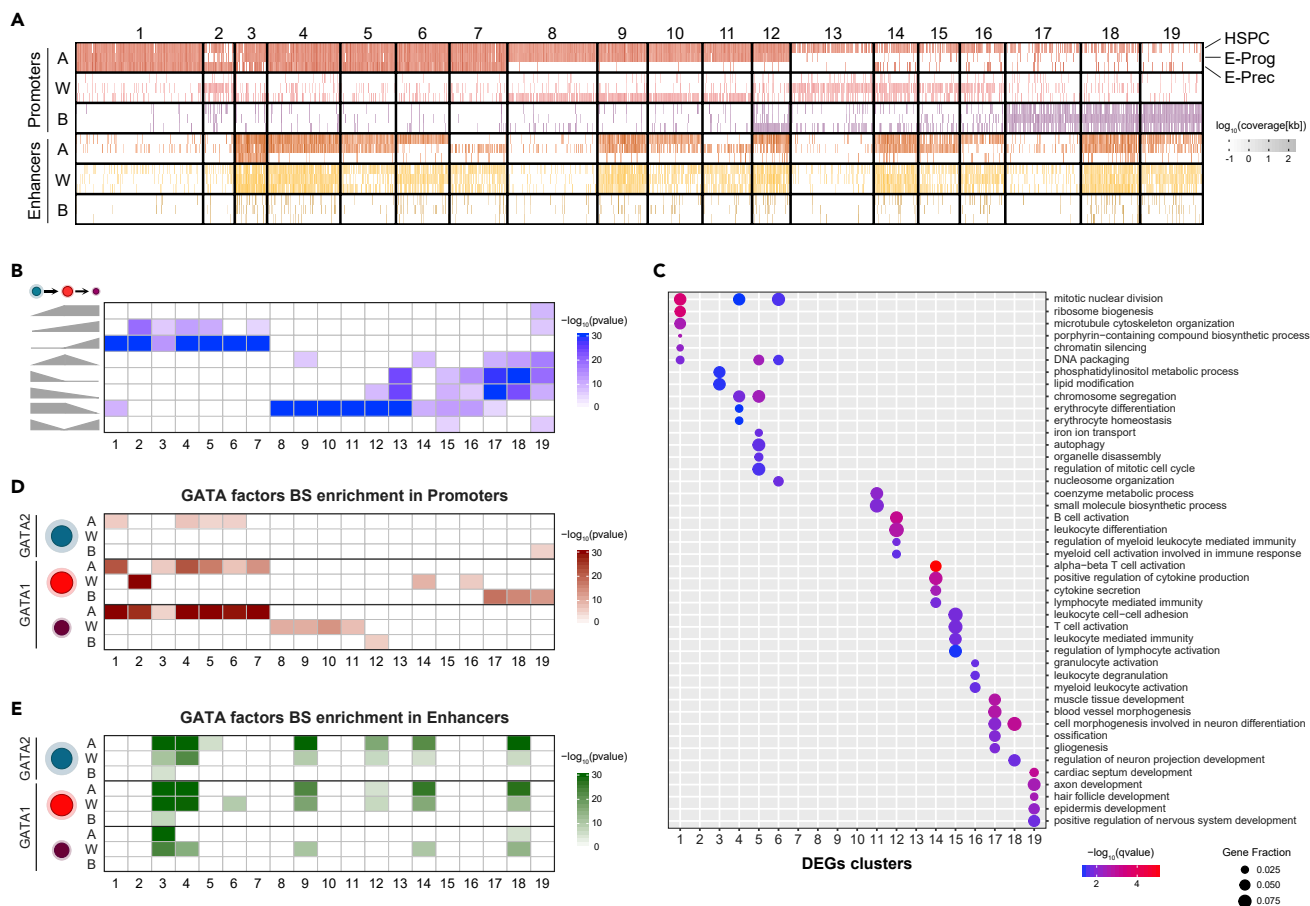 A
1 2 3 4 5 6 7 8 9 10 11 12 13 14 15 16 17 18 19
Promoters
A
W
B
Enhancers
A
W
B
HSPC
E-Prog
E-Prec
log10(coverage[kb])
-1 0 1 2
B
1 2 3 4 5 6 7 8 9 10 11 12 13 14 15 16 17 18 19
−log10(pvalue)
30
20
10
0
C
mitotic nuclear division
ribosome biogenesis
microtubule cytoskeleton organization
porphyrin-containing compound biosynthetic process
chromatin silencing
DNA packaging
phosphatidylinositol metabolic process
lipid modification
chromosome segregation
erythrocyte differentiation
erythrocyte homeostasis
iron ion transport
autophagy
organelle disassembly
regulation of mitotic cell cycle
nucleosome organization
coenzyme metabolic process
small molecule biosynthetic process
B cell activation
leukocyte differentiation
regulation of myeloid leukocyte mediated immunity
myeloid cell activation involved in immune response
alpha-beta T cell activation
positive regulation of cytokine production
cytokine secretion
lymphocyte mediated immunity
leukocyte cell-cell adhesion
T cell activation
leukocyte mediated immunity
regulation of lymphocyte activation
granulocyte activation
leukocyte degranulation
myeloid leukocyte activation
muscle tissue development
blood vessel morphogenesis
cell morphogenesis involved in neuron differentiation
ossification
gliogenesis
regulation of neuron projection development
cardiac septum development
axon development
hair follicle development
epidermis development
positive regulation of nervous system development
1 2 3 4 5 6 7 8 9 10 11 12 13 14 15 16 17 18 19
DEGs clusters
−log10(qvalue)
2 4
Gene Fraction
0.025
0.050
0.075
D
GATA factors BS enrichment in Promoters
GATA2
A
W
B
GATA1
A
W
B
A
W
B
1 2 3 4 5 6 7 8 9 10 11 12 13 14 15 16 17 18 19
−log10(pvalue)
30
20
10
0
E
GATA factors BS enrichment in Enhancers
GATA2
A
W
B
GATA1
A
W
B
A
W
B
1 2 3 4 5 6 7 8 9 10 11 12 13 14 15 16 17 18 19
−log10(pvalue)
30
20
10
0